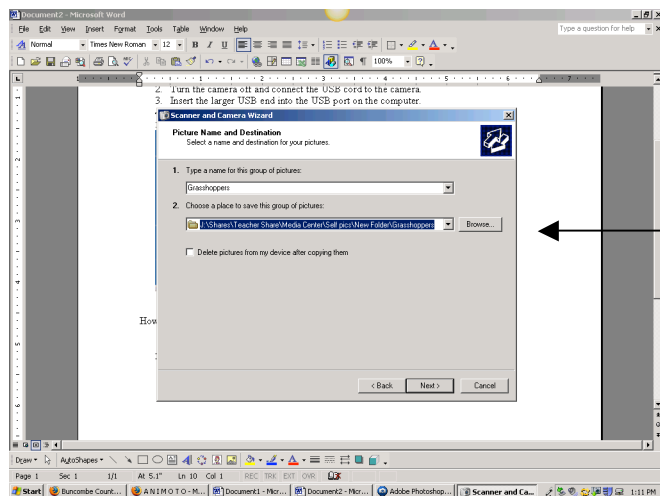 Document2 - Microsoft Word
File Edit View Insert Format Tools Table Window Help
Type a question for help
Normal Times New Roman 12 B I U
100%
2. Turn the camera off and connect the USB cord to the camera.
3. Insert the larger USB end into the USB port on the computer.
Scanner and Camera Wizard
Picture Name and Destination
Select a name and destination for your pictures.
1. Type a name for this group of pictures:
Grasshoppers
2. Choose a place to save this group of pictures:
J:\Shares\Teacher Share\Media Center\Self pics\New Folder\Grasshoppers Browse...
Delete pictures from my device after copying them
How
< Back Next > Cancel
Draw AutoShapes
Page 1 Sec 1 1/1 At 5.1" Ln 10 Col 1 REC TRK EXT OVR
Start Buncombe Count... A N I M O T O - M... Document1 - Micr... Document2 - Micr... Adobe Photoshop... Scanner and Ca... 1:11 PM